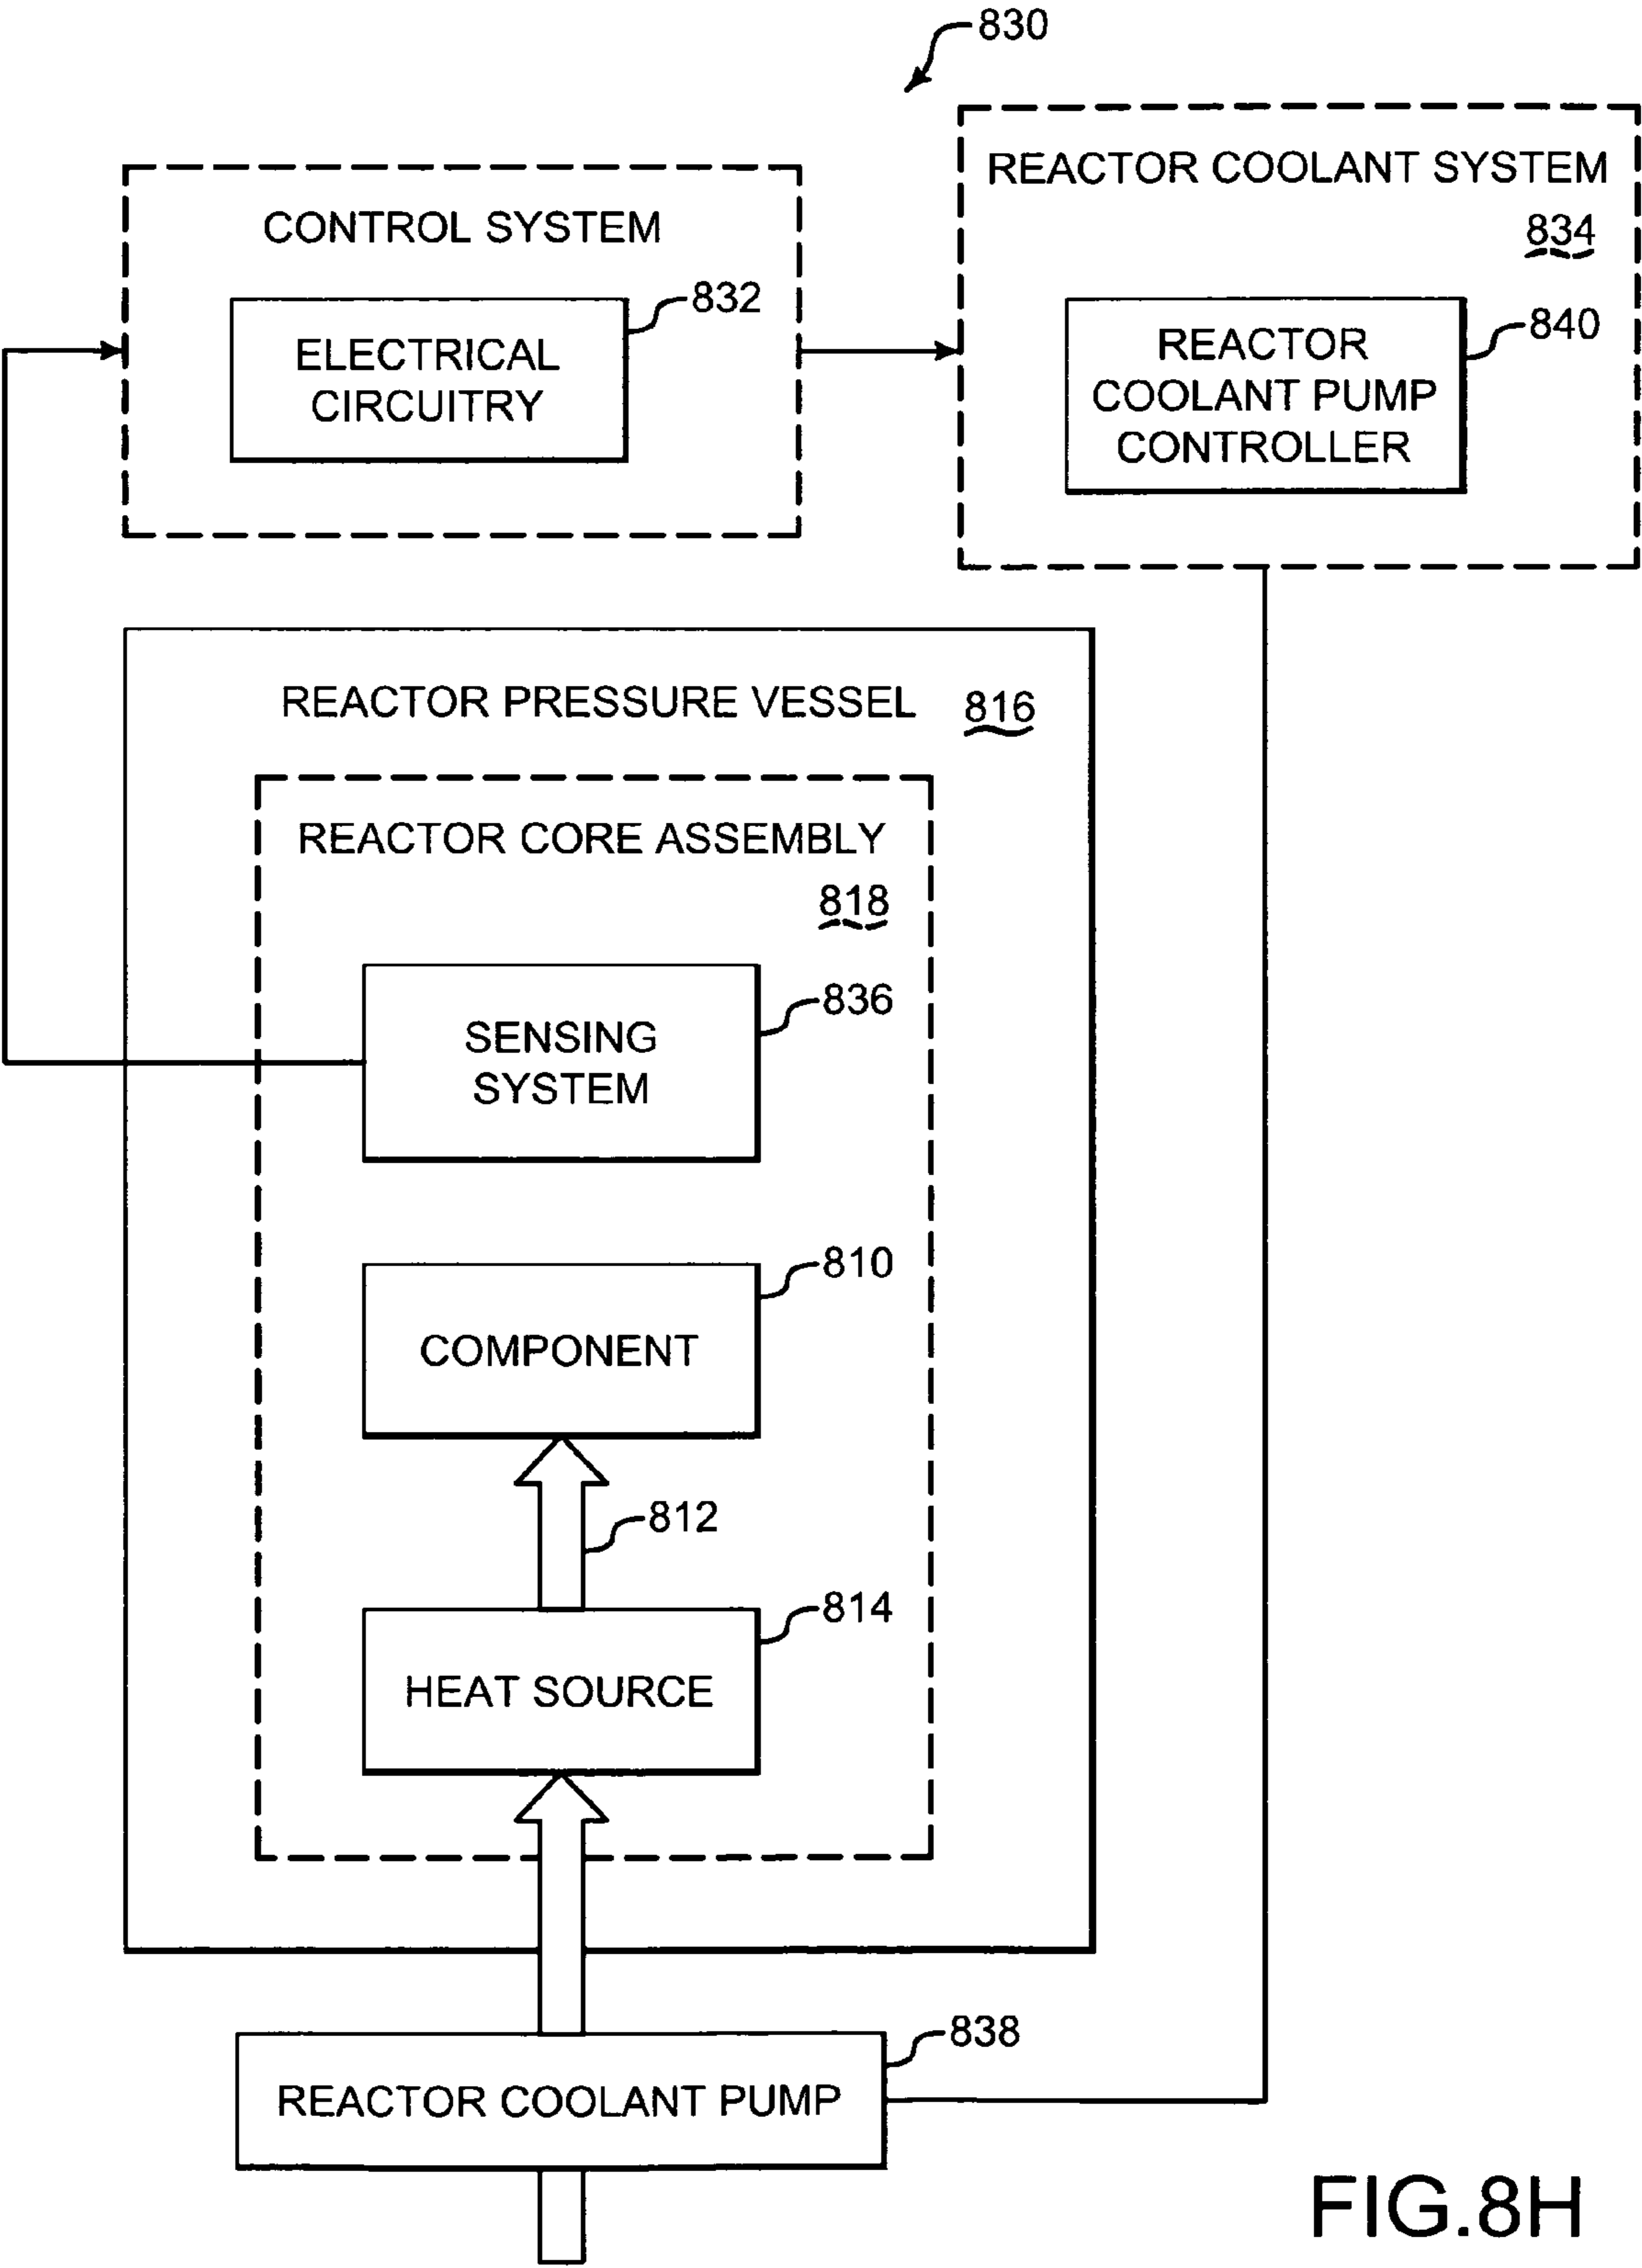 830
REACTOR COOLANT SYSTEM
834
CONTROL SYSTEM
832
ELECTRICAL
CIRCUITRY
840
REACTOR
COOLANT PUMP
CONTROLLER
REACTOR PRESSURE VESSEL
816
REACTOR CORE ASSEMBLY
818
836
SENSING
SYSTEM
810
COMPONENT
812
814
HEAT SOURCE
838
REACTOR COOLANT PUMP
FIG.8H